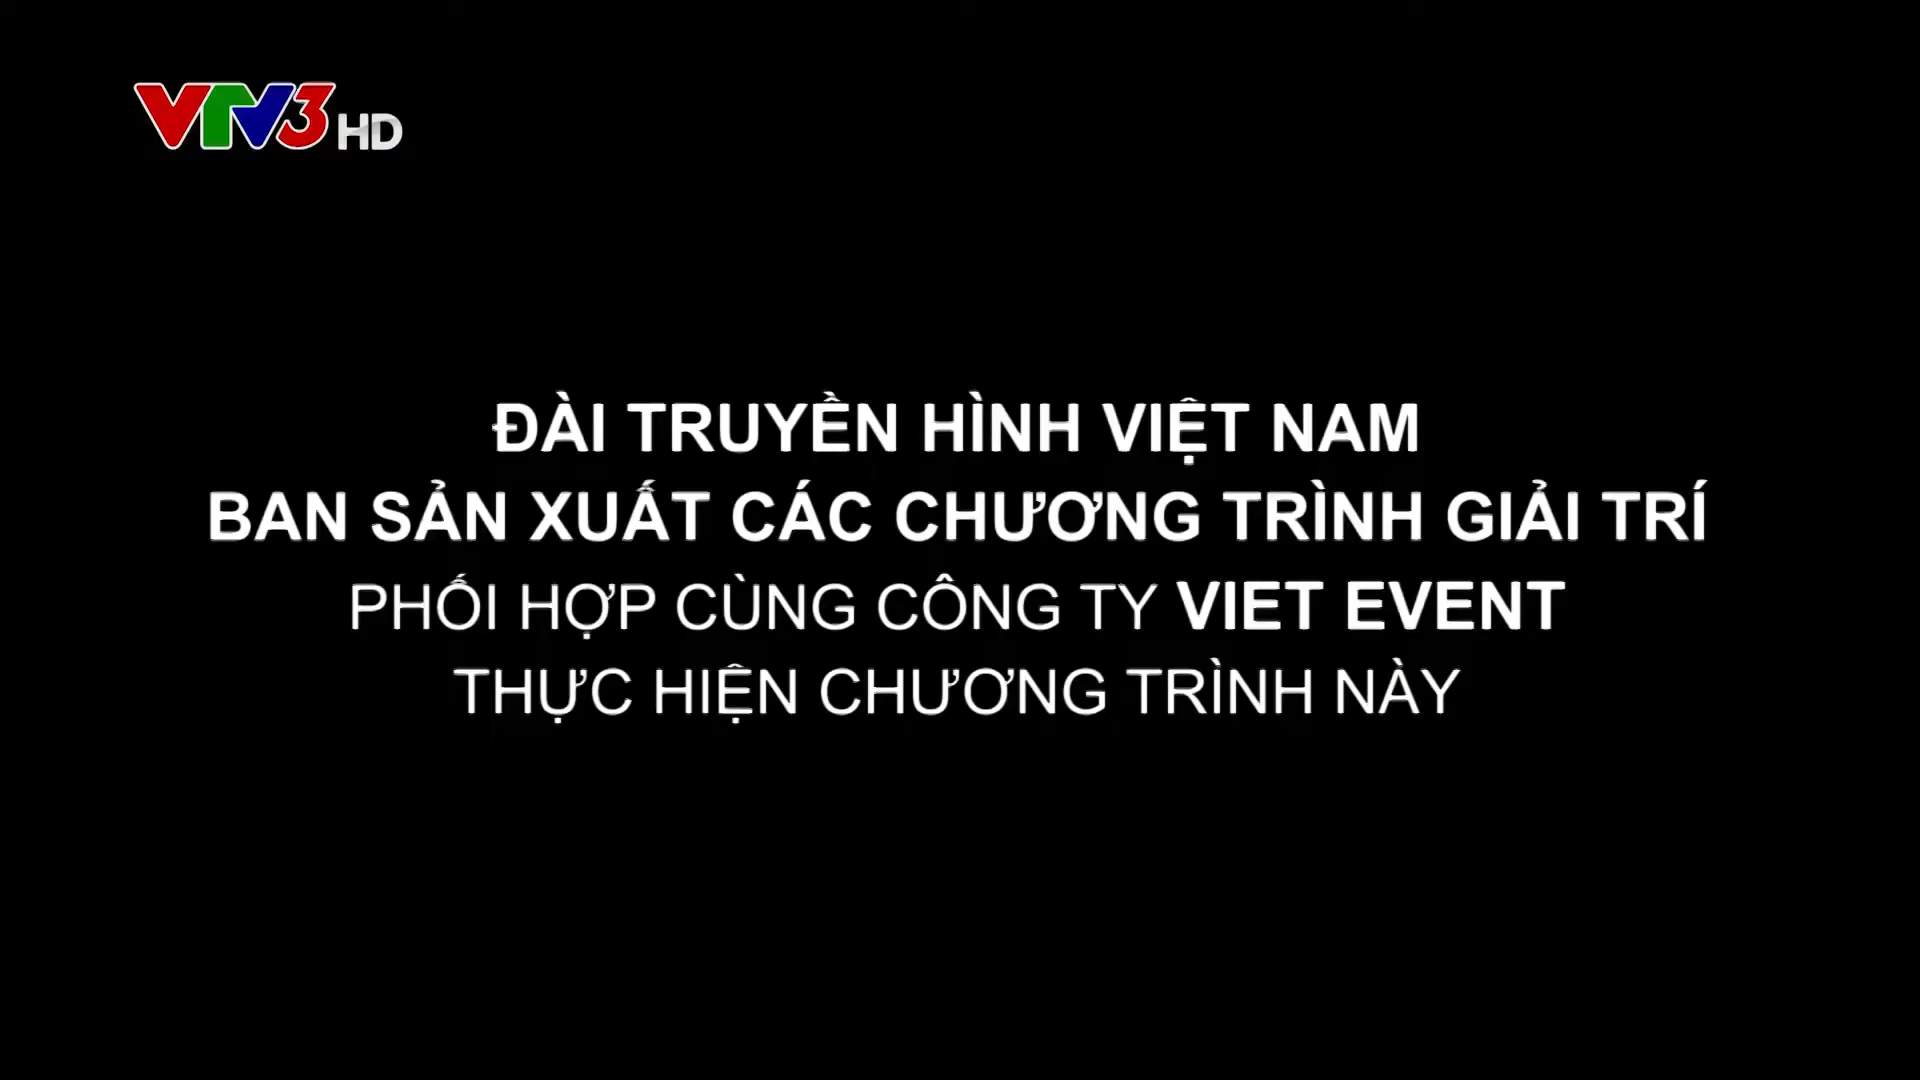 VTV3 HD
ĐÀI TRUYỀN HÌNH VIỆT NAM
BAN SẢN XUẤT CÁC CHƯƠNG TRÌNH GIẢI TRÍ
PHỐI HỢP CÙNG CÔNG TY VIET EVENT
THỰC HIỆN CHƯƠNG TRÌNH NÀY